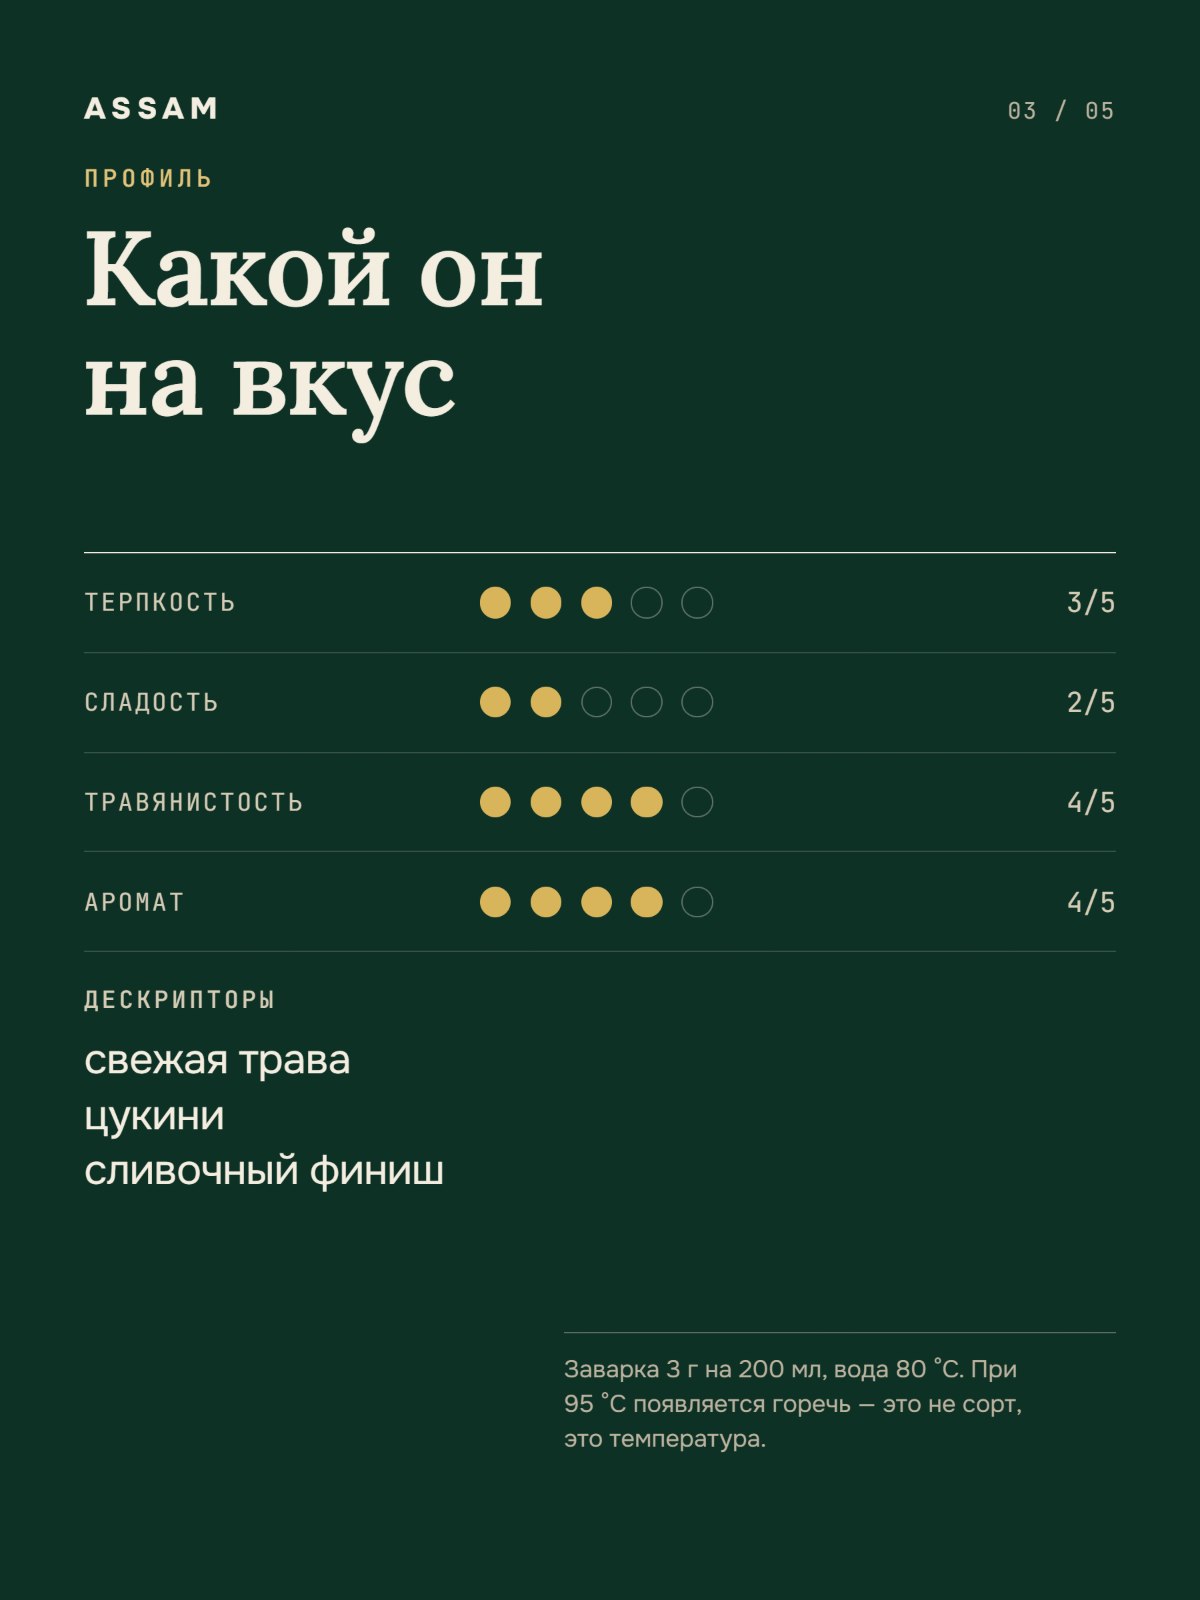 ASSAM
03 / 05
ПРОФИЛЬ
Какой он
на вкус
ТЕРПКОСТЬ 3/5
СЛАДОСТЬ 2/5
ТРАВЯНИСТОСТЬ 4/5
АРОМАТ 4/5
ДЕСКРИПТОРЫ
свежая трава
цукини
сливочный финиш
Заварка 3 г на 200 мл, вода 80 °C. При
95 °C появляется горечь — это не сорт,
это температура.